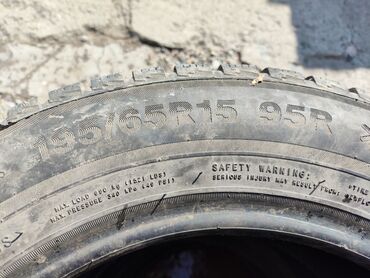 195/65R15 95R
MAX. LOAD 690 kg (1521 LBS)
MAX. PRESSURE 340 kPa (50 PSI)
SAFETY WARNING:
SERIOUS INJURY MAY RESULT FROM: